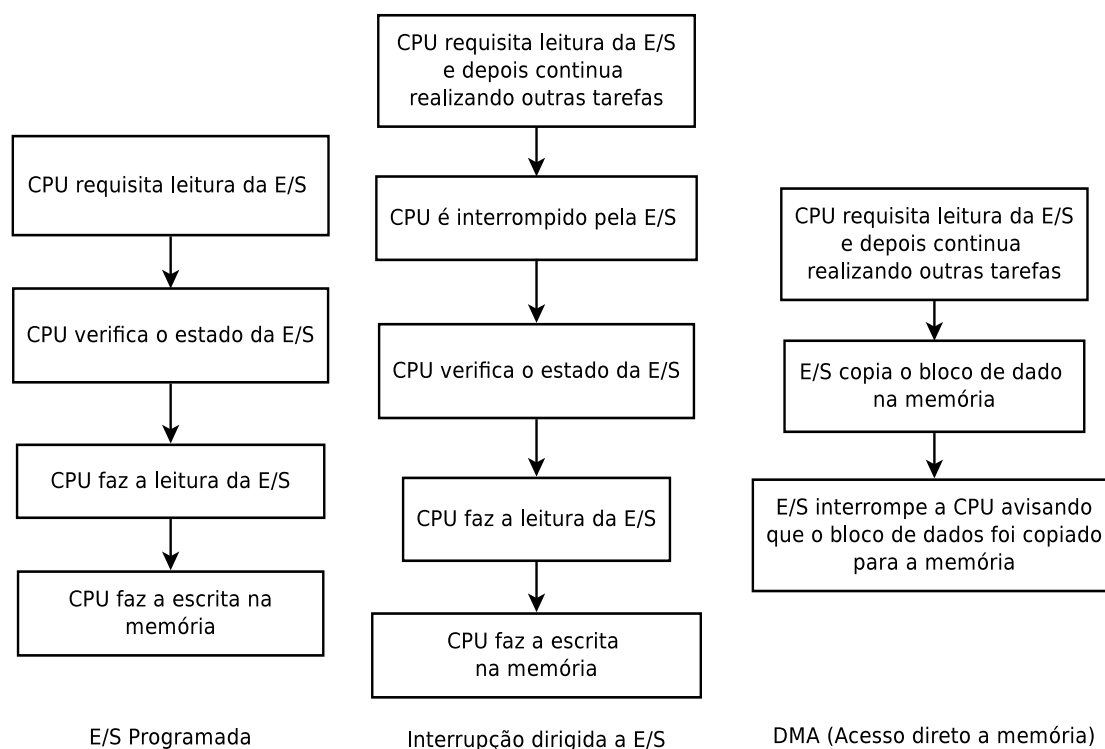 CPU requisita leitura da E/S
CPU verifica o estado da E/S
CPU faz a leitura da E/S
CPU faz a escrita na
memória
E/S Programada
CPU requisita leitura da E/S
e depois continua
realizando outras tarefas
CPU é interrompido pela E/S
CPU verifica o estado da E/S
CPU faz a leitura da E/S
CPU faz a escrita
na memória
Interrupção dirigida a E/S
CPU requisita leitura da E/S
e depois continua
realizando outras tarefas
E/S copia o bloco de dado
na memória
E/S interrompe a CPU avisando
que o bloco de dados foi copiado
para a memória
DMA (Acesso direto a memória)